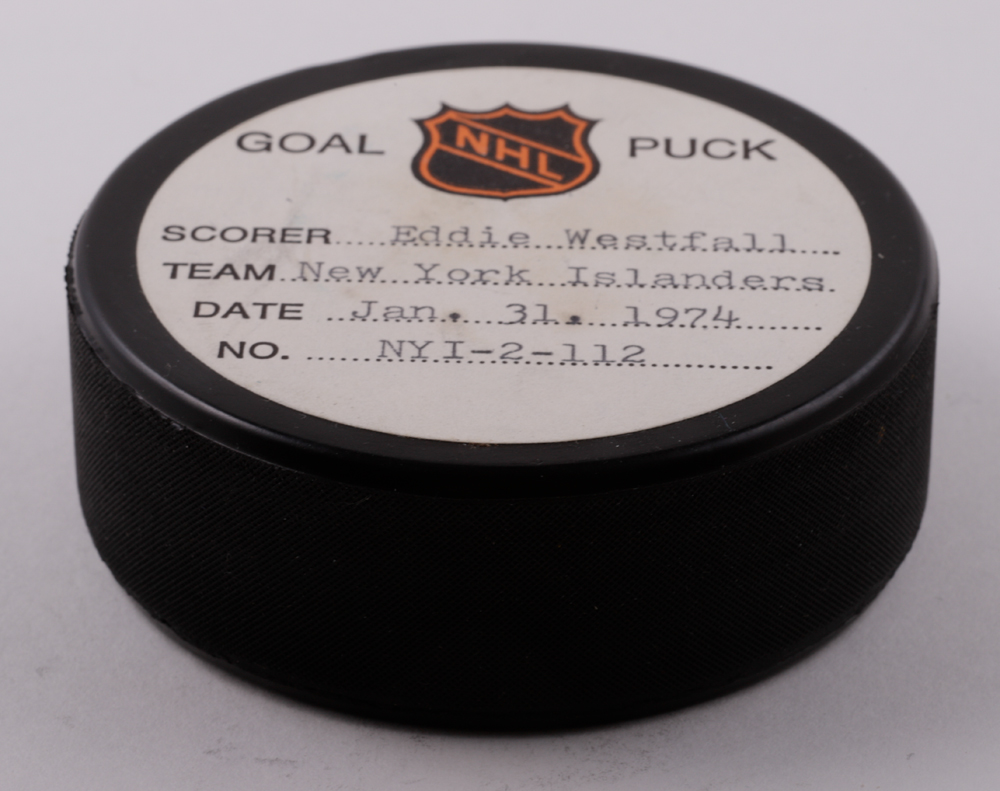 GOAL NHL PUCK
SCORER.....Eddie Westfall.....
TEAM..New York Islanders.
DATE ...Jan. 31. 1974..........
NO. ......NYI-2-112................